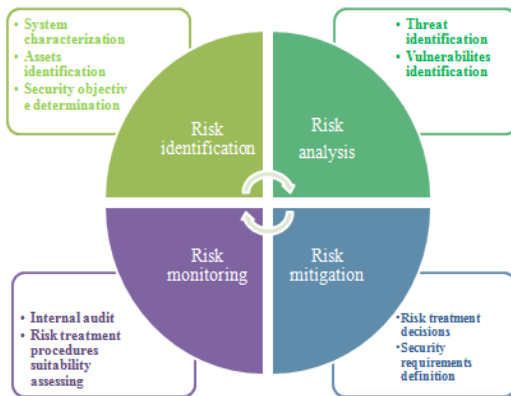 • System
characterization
• Assets
identification
• Security objectiv
e determination
• Threat
identification
• Vulnerabilites
identification
Risk
identification
Risk
analysis
Risk
monitoring
Risk
mitigation
• Internal audit
• Risk treatment
procedures
suitability
assessing
•Risk treatment
decisions
•Security
requirements
definition